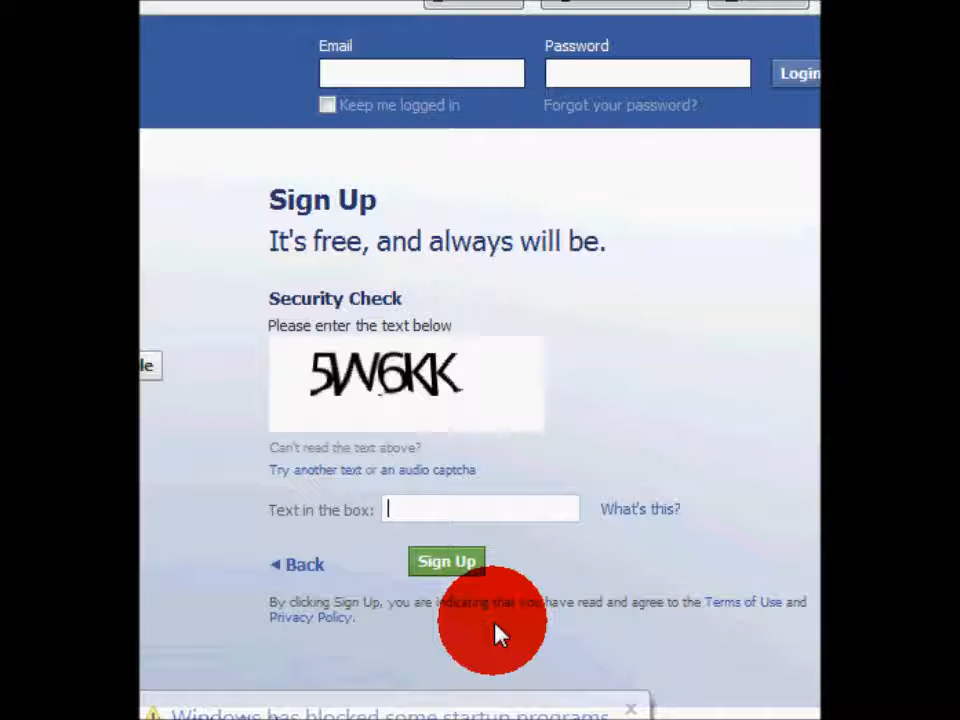 Email
Password
Login
Keep me logged in
Forgot your password?
Sign Up
It's free, and always will be.
Security Check
Please enter the text below
5W6KK
le
Can't read the text above?
Try another text or an audio captcha
Text in the box:
What's this?
Back
Sign Up
By clicking Sign Up, you are indicating that you have read and agree to the Terms of Use and
Privacy Policy.
Windows has blocked some startup programs